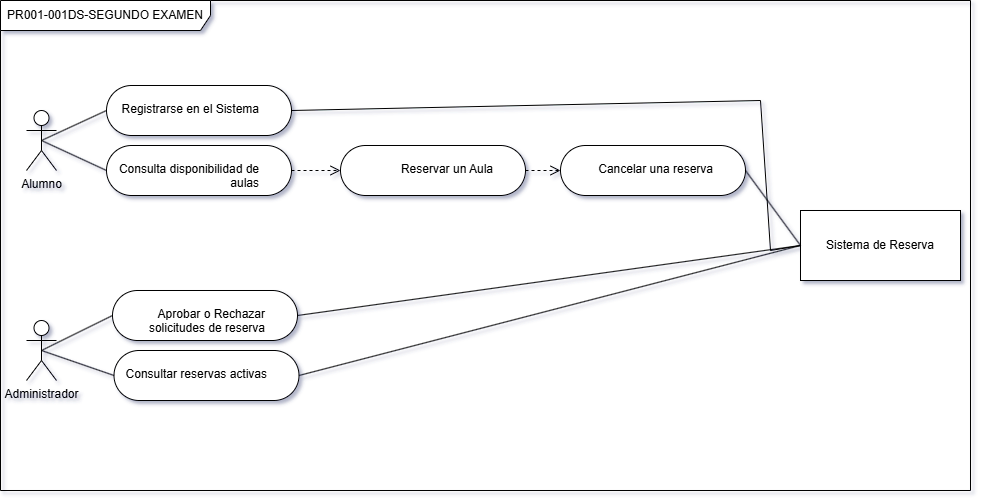 PR001-001DS-SEGUNDO EXAMEN
Registrarse en el Sistema
Alumno
Consulta disponibilidad de
aulas
Reservar un Aula
Cancelar una reserva
Sistema de Reserva
Aprobar o Rechazar
solicitudes de reserva
Administrador
Consultar reservas activas